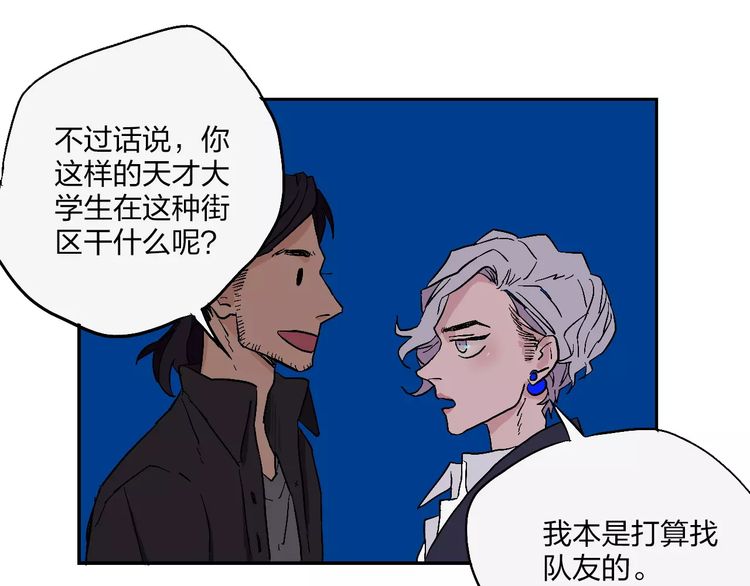 不过话说，你
这样的天才大
学生在这种街
区干什么呢？
我本是打算找
队友的。